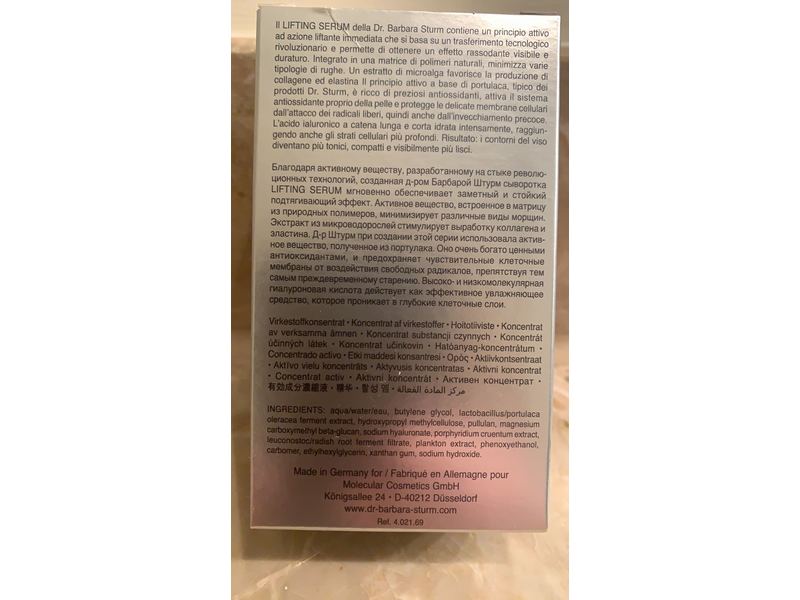 Il LIFTING SERUM della Dr. Barbara Sturm contiene un principio attivo
ad azione liftante immediata che si basa su un trasferimento tecnologico
rivoluzionario e permette di ottenere un effetto rassodante visibile e
duraturo. Integrato in una matrice di polimeri naturali, minimizza varie
tipologie di rughe. Un estratto di microalga favorisce la produzione di
collagene ed elastina Il principio attivo a base di portulaca, tipico dei
prodotti Dr. Sturm, è ricco di preziosi antiossidanti, attiva il sistema
antiossidante proprio della pelle e protegge le delicate membrane cellulari
dall'attacco dei radicali liberi, quindi anche dall'invecchiamento precoce.
L'acido ialuronico a catena lunga e corta idrata intensamente, raggiun-
gendo anche gli strati cellulari più profondi. Risultato: i contorni del viso
diventano più tonici, compatti e visibilmente più lisci.
Благодаря активному веществу, разработанному на стыке револю-
ционных технологий, созданная д-ром Барбарой Штурм сыворотка
LIFTING SERUM мгновенно обеспечивает заметный и стойкий
подтягивающий эффект. Активное вещество, встроенное в матрицу
из природных полимеров, минимизирует различные виды морщин.
Экстракт из микроводорослей стимулирует выработку коллагена и
эластина. Д-р Штурм при создании этой серии использовала актив-
ное вещество, полученное из портулака. Оно очень богато ценными
антиоксидантами, и предохраняет чувствительные клеточные
мембраны от воздействия свободных радикалов, препятствуя тем
самым преждевременному старению. Высоко- и низкомолекулярная
гиалуроновая кислота действует как эффективное увлажняющее
средство, которое проникает в глубокие клеточные слои.
Virkestoffkonsentrat • Koncentrat af virkestoffer • Hoitotiiviste • Koncentrat
av verksamma ämnen • Koncentrat substancji czynnych • Koncentrát
účinných látek • Koncentrat učinkovin • Hatóanyag-koncentrátum •
Concentrado activo • Etki maddesi konsantresi • Ορός • Aktiivkontsentraat
• Aktīvo vielu koncentrāts • Aktyvusis koncentratas • Aktivni koncentrat
• Concentrat activ • Aktivni koncentrát • Активен концентрат •
有効成分濃縮液 • 精华 • 활성 엠 • مركز المادة الفعالة
INGREDIENTS: aqua/water/eau, butylene glycol, lactobacillus/portulaca
oleracea ferment extract, hydroxypropyl methylcellulose, pullulan, magnesium
carboxymethyl beta-glucan, sodium hyaluronate, porphyridium cruentum extract,
leuconostoc/radish root ferment filtrate, plankton extract, phenoxyethanol,
carbomer, ethylhexylglycerin, xanthan gum, sodium hydroxide.
Made in Germany for / Fabriqué en Allemagne pour
Molecular Cosmetics GmbH
Königsallee 24 • D-40212 Düsseldorf
www.dr-barbara-sturm.com
Ref. 4.021.69